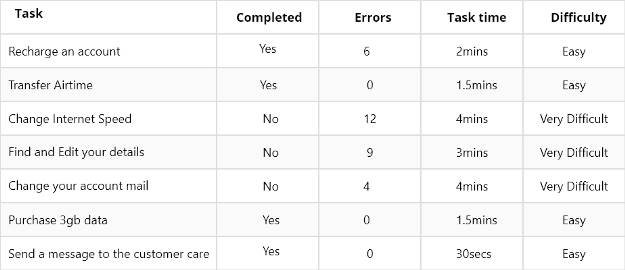 Task Completed Errors Task time Difficulty
Recharge an account Yes 6 2mins Easy
Transfer Airtime Yes 0 1.5mins Easy
Change Internet Speed No 12 4mins Very Difficult
Find and Edit your details No 9 3mins Very Difficult
Change your account mail No 4 4mins Very Difficult
Purchase 3gb data Yes 0 1.5mins Easy
Send a message to the customer care Yes 0 30secs Easy